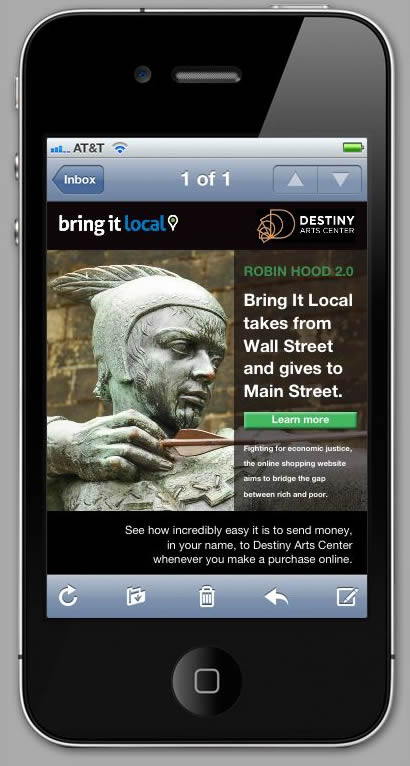 AT&T
Inbox
1 of 1
bring it local
DESTINY
ARTS CENTER
ROBIN HOOD 2.0
Bring It Local
takes from
Wall Street
and gives to
Main Street.
Learn more
Fighting for economic justice,
the online shopping website
aims to bridge the gap
between rich and poor.
See how incredibly easy it is to send money,
in your name, to Destiny Arts Center
whenever you make a purchase online.